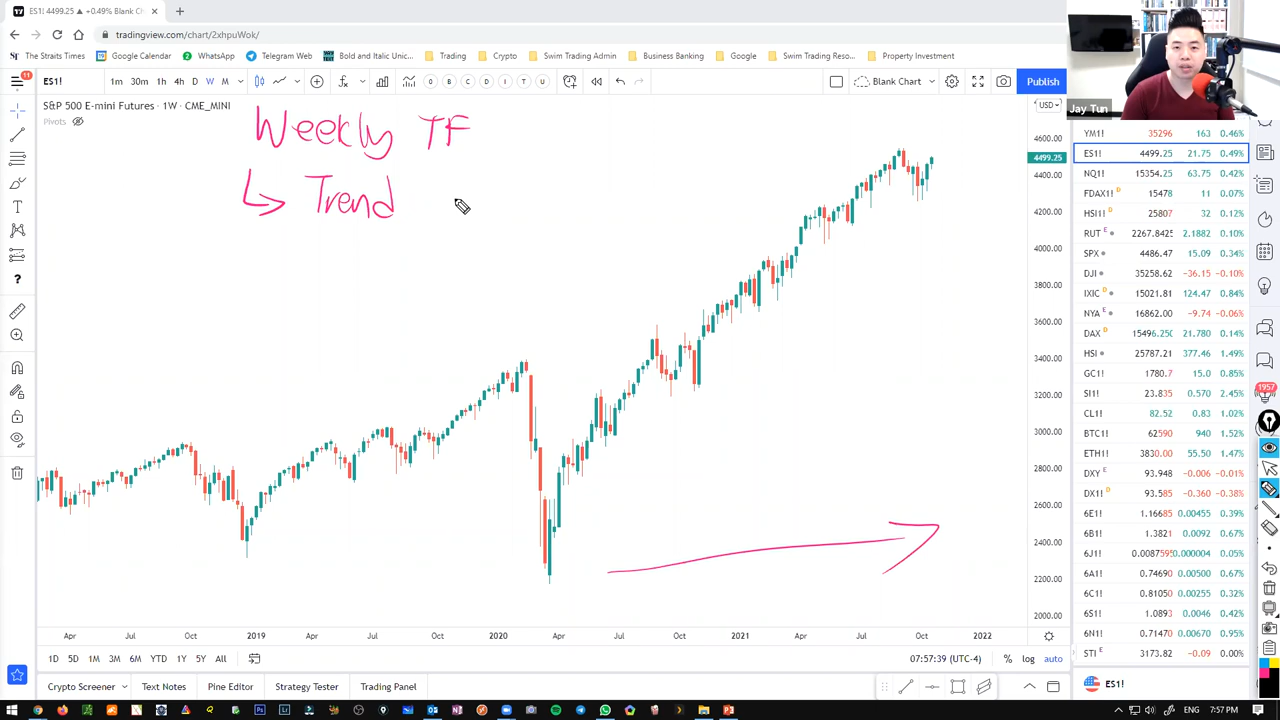 ES1! 4499.25 ▲ +0.49% Blank Ch
tradingview.com/chart/2xhpuWok/
The Straits Times
Google Calendar
WhatsApp
Telegram Web
Bold and Italic Unic...
Trading
Swim Trading Admin
Business Banking
Google
Swim Trading Reso...
Property Investment
11
ES1!
1m 30m 1h 4h D W M
O B C D T U
Blank Chart
Publish
S&P 500 E-mini Futures · 1W · CME_MINI
Pivots
Weekly TF
↳ Trend
USD
4600.00
4499.25
4400.00
4200.00
4000.00
3800.00
3600.00
3400.00
3200.00
3000.00
2800.00
2600.00
2400.00
2200.00
2000.00
Apr Jul Oct 2019 Apr Jul Oct 2020 Apr Jul Oct 2021 Apr Jul Oct 2022
1D 5D 1M 3M 6M YTD 1Y 5Y All
07:57:39 (UTC-4) % log auto
Crypto Screener Text Notes Pine Editor Strategy Tester Trading Panel
Jay Tun
YM1! 35296 163 0.46%
ES1! 4499.25 21.75 0.49%
NQ1! 15354.25 63.75 0.42%
FDAX1! D 15478 11 0.07%
HSI1! D 25807 32 0.12%
RUT E 2267.8425 2.1882 0.10%
SPX 4486.47 15.09 0.34%
DJI 35258.62 −36.15 −0.10%
IXIC D 15021.81 124.47 0.84%
NYA E 16862.00 −9.74 −0.06%
DAX D 15496.250 21.780 0.14%
HSI 25787.21 377.46 1.49%
GC1! 1780.7 15.0 0.85%
SI1! 23.835 0.570 2.45%
CL1! 82.52 0.83 1.02%
BTC1! 62590 940 1.52%
ETH1! 3830.00 55.50 1.47%
DXY E 93.948 −0.006 −0.01%
DX1! D 93.585 −0.360 −0.38%
6E1! 1.16685 0.00455 0.39%
6B1! 1.3821 0.0092 0.67%
6J1! 0.0087595 0.000004 0.05%
6A1! 0.74690 0.00500 0.67%
6C1! 0.81050 0.00255 0.32%
6S1! 1.0893 0.0046 0.42%
6N1! 0.71470 0.00670 0.95%
STI E 3173.82 −0.09 0.00%
ES1!
1957
ENG 7:57 PM